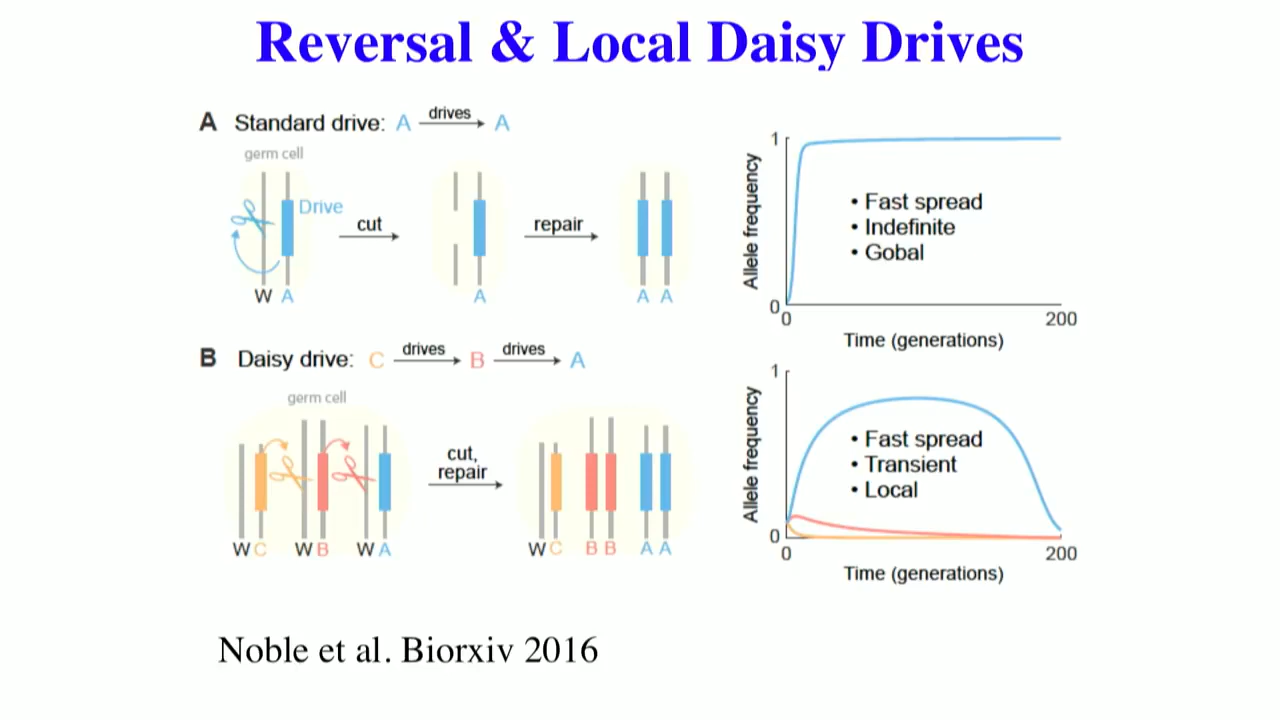 Reversal & Local Daisy Drives
A Standard drive: A drives A
germ cell
Drive
cut
repair
W A
A
A A
Allele frequency
1
0
• Fast spread
• Indefinite
• Gobal
0
200
Time (generations)
B Daisy drive: C drives B drives A
germ cell
cut,
repair
W C W B W A
W C B B A A
Allele frequency
1
0
• Fast spread
• Transient
• Local
0
200
Time (generations)
Noble et al. Biorxiv 2016